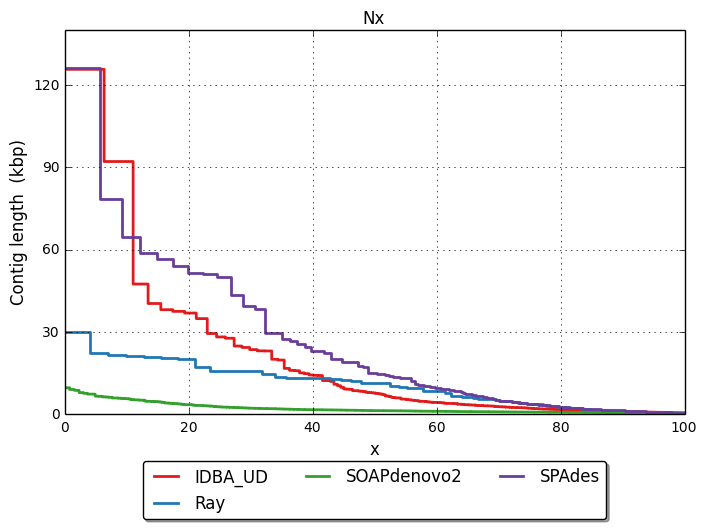 Nx
Contig length (kbp)
120
90
60
30
0
0 20 40 60 80 100
x
IDBA_UD SOAPdenovo2 SPAdes
Ray